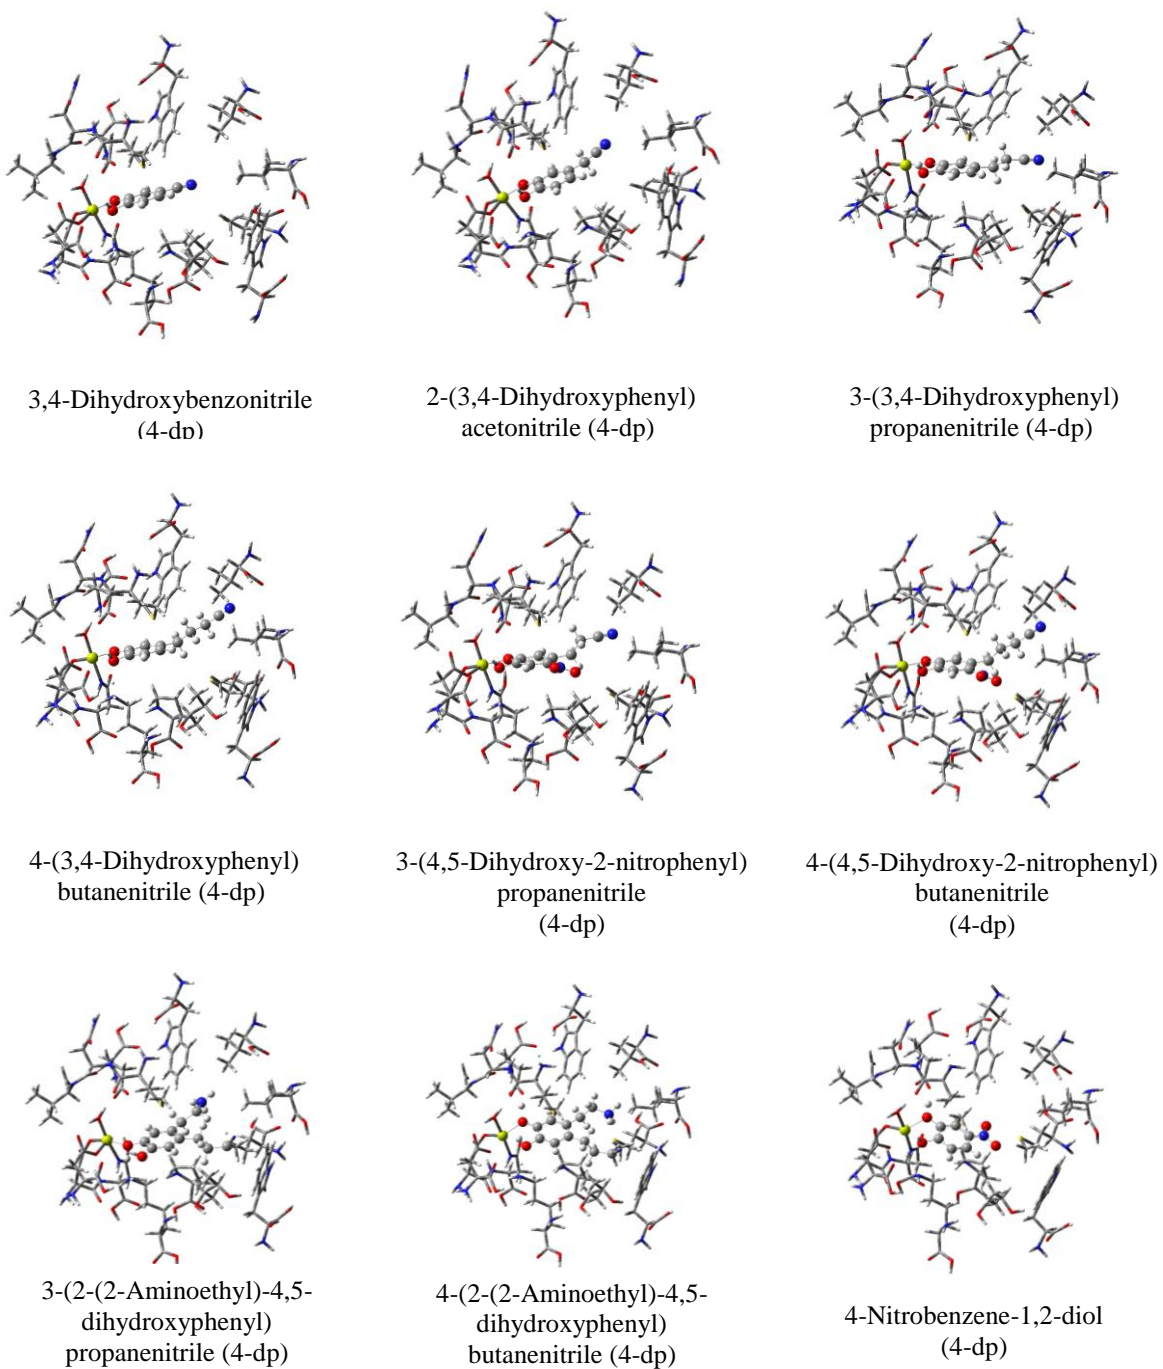 3,4-Dihydroxybenzonitrile
(4-dp)
2-(3,4-Dihydroxyphenyl)
acetonitrile (4-dp)
3-(3,4-Dihydroxyphenyl)
propanenitrile (4-dp)
4-(3,4-Dihydroxyphenyl)
butanenitrile (4-dp)
3-(4,5-Dihydroxy-2-nitrophenyl)
propanenitrile
(4-dp)
4-(4,5-Dihydroxy-2-nitrophenyl)
butanenitrile
(4-dp)
3-(2-(2-Aminoethyl)-4,5-
dihydroxyphenyl)
propanenitrile (4-dp)
4-(2-(2-Aminoethyl)-4,5-
dihydroxyphenyl)
butanenitrile (4-dp)
4-Nitrobenzene-1,2-diol
(4-dp)